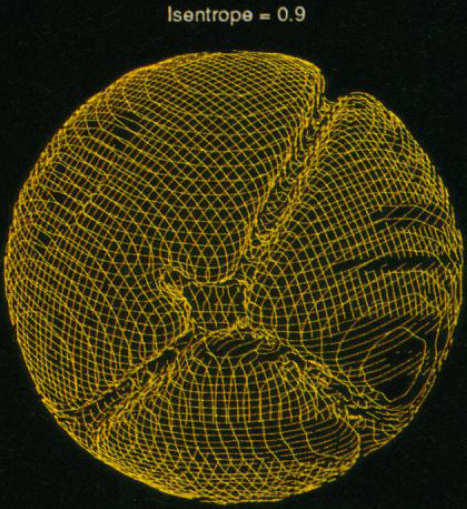 Isentrope = 0.9